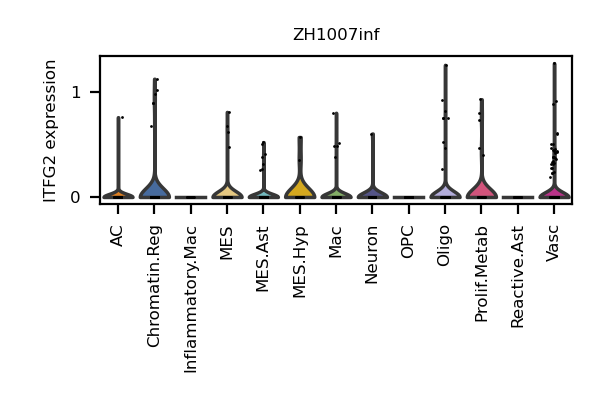 ZH1007inf
ITFG2 expression
1
0
AC
Chromatin.Reg
Inflammatory.Mac
MES
MES.Ast
MES.Hyp
Mac
Neuron
OPC
Oligo
Prolif.Metab
Reactive.Ast
Vasc